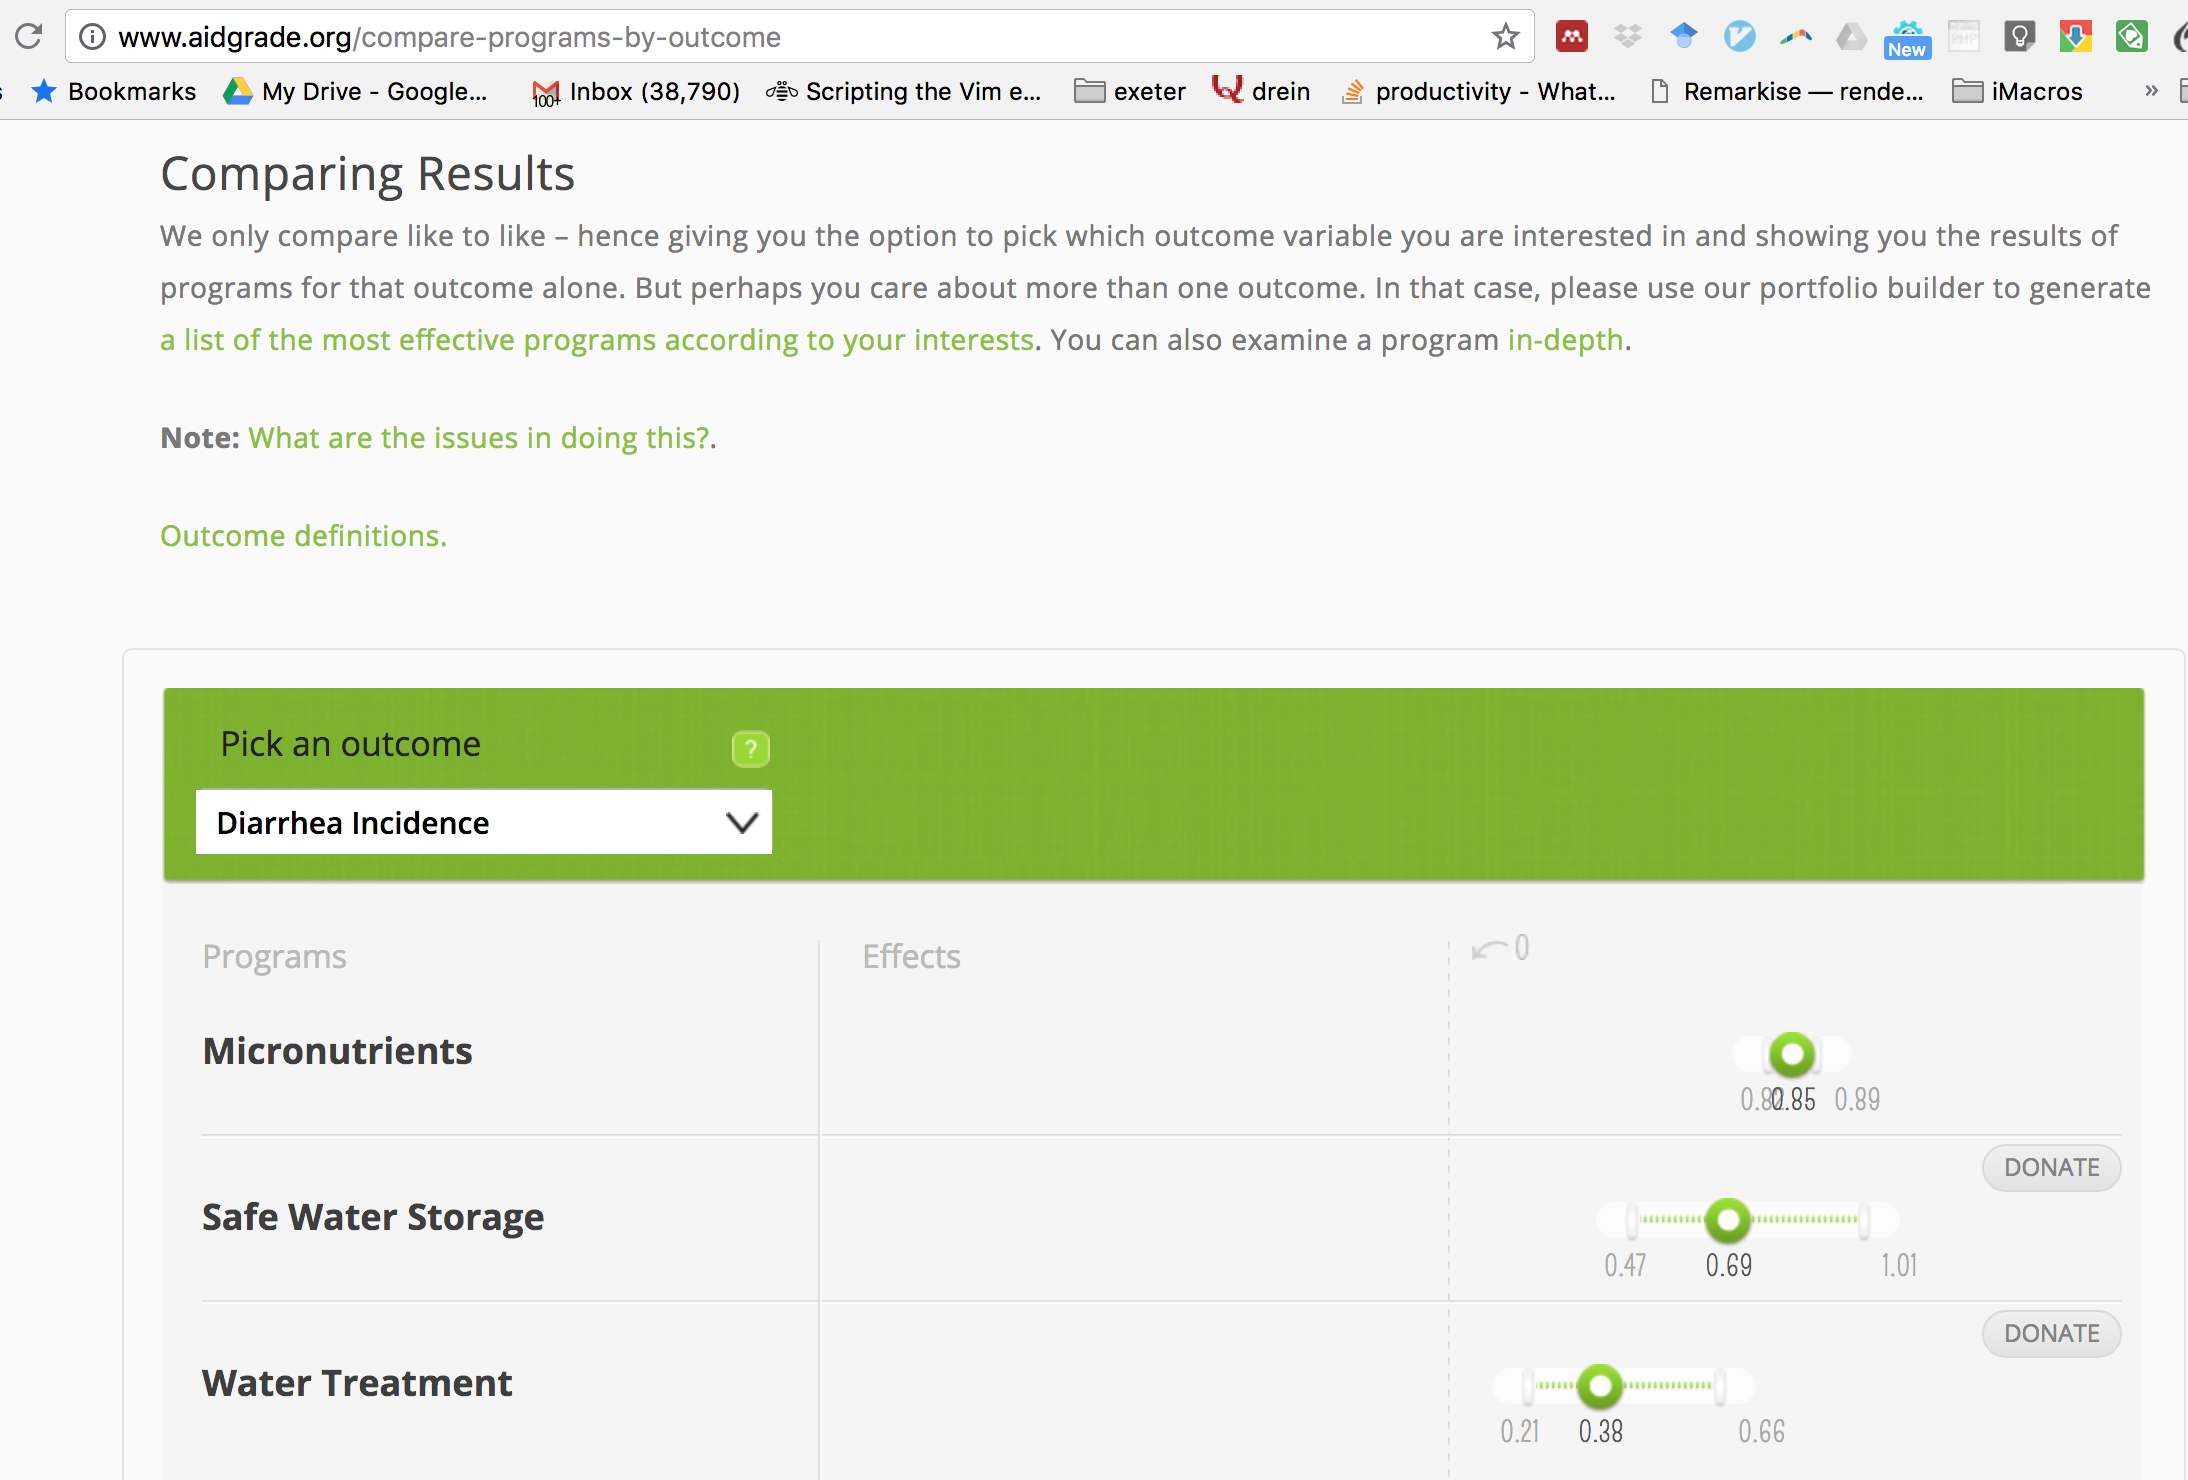 www.aidgrade.org/compare-programs-by-outcome
New
Bookmarks My Drive - Google... 100+ Inbox (38,790) Scripting the Vim e... exeter drein productivity - What... Remarkise — rende... iMacros »
Comparing Results
We only compare like to like – hence giving you the option to pick which outcome variable you are interested in and showing you the results of
programs for that outcome alone. But perhaps you care about more than one outcome. In that case, please use our portfolio builder to generate
a list of the most effective programs according to your interests. You can also examine a program in-depth.
Note: What are the issues in doing this?.
Outcome definitions.
Pick an outcome ?
Diarrhea Incidence
Programs Effects 0
Micronutrients
0.85 0.89
DONATE
Safe Water Storage
0.47 0.69 1.01
DONATE
Water Treatment
0.21 0.38 0.66